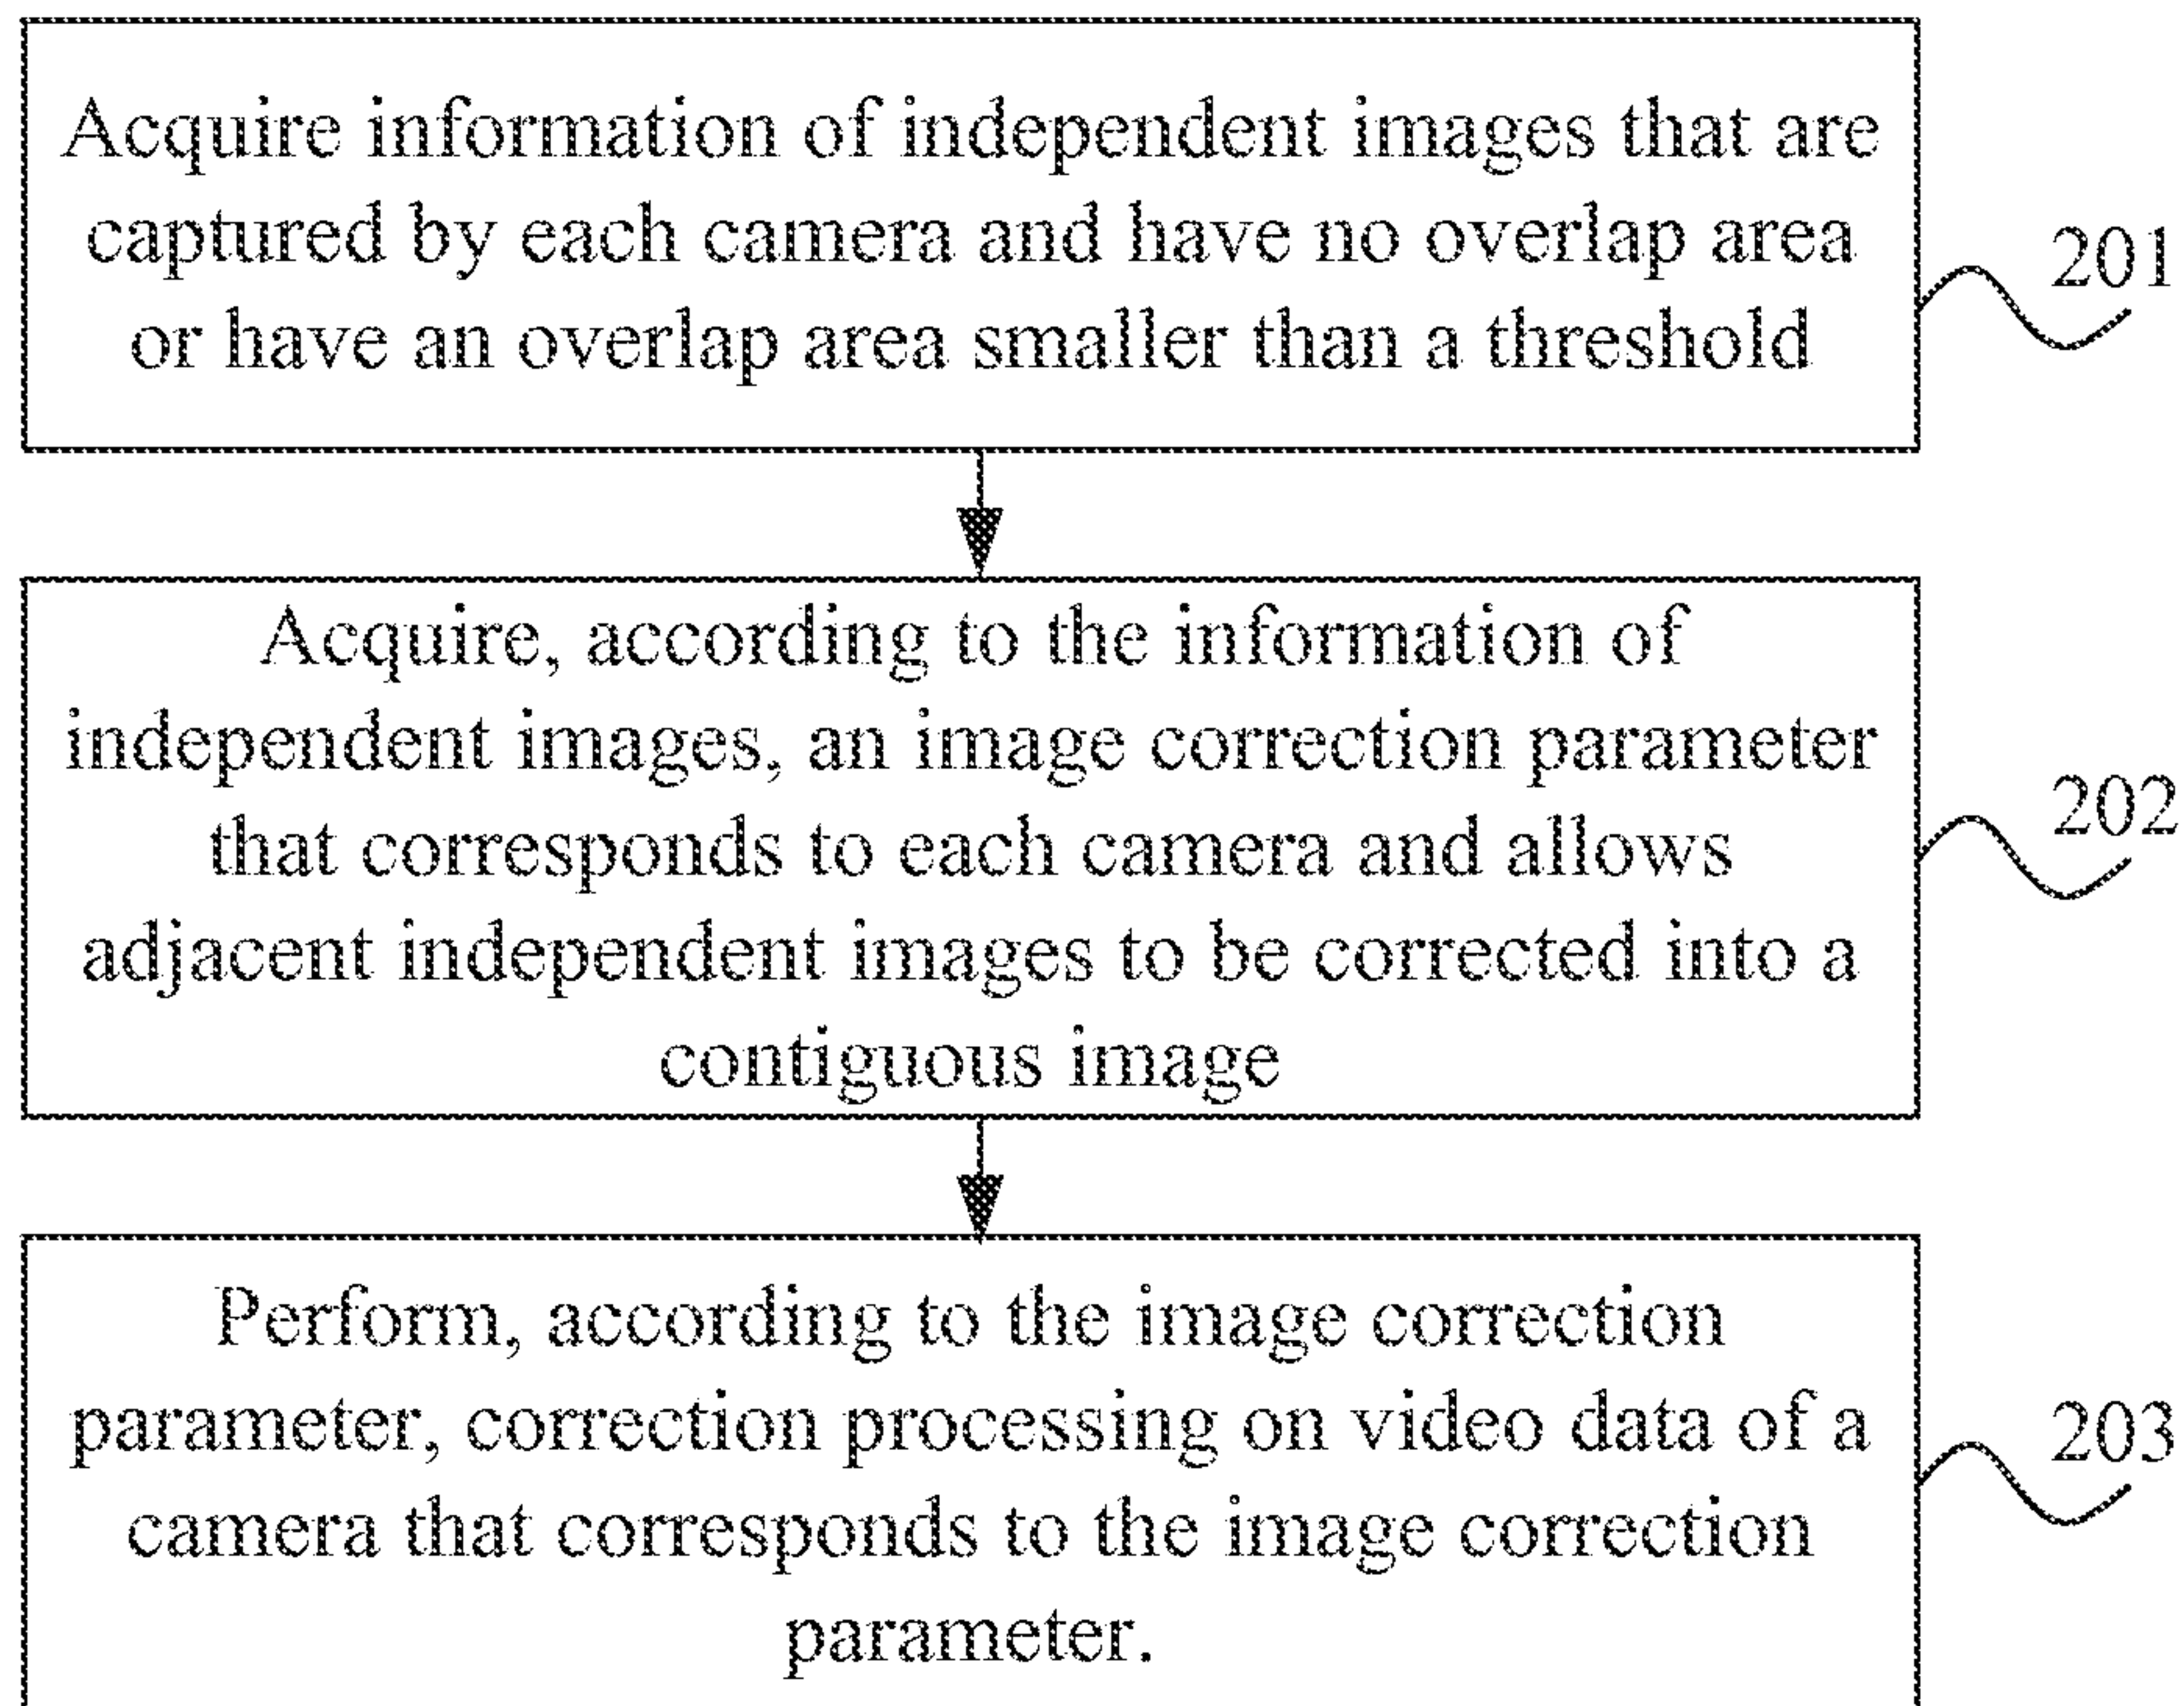 Acquire information of independent images that are
captured by each camera and have no overlap area
or have an overlap area smaller than a threshold
201
Acquire, according to the information of
independent images, an image correction parameter
that corresponds to each camera and allows
adjacent independent images to be corrected into a
contiguous image
202
Perform, according to the image correction
parameter, correction processing on video data of a
camera that corresponds to the image correction
parameter.
203